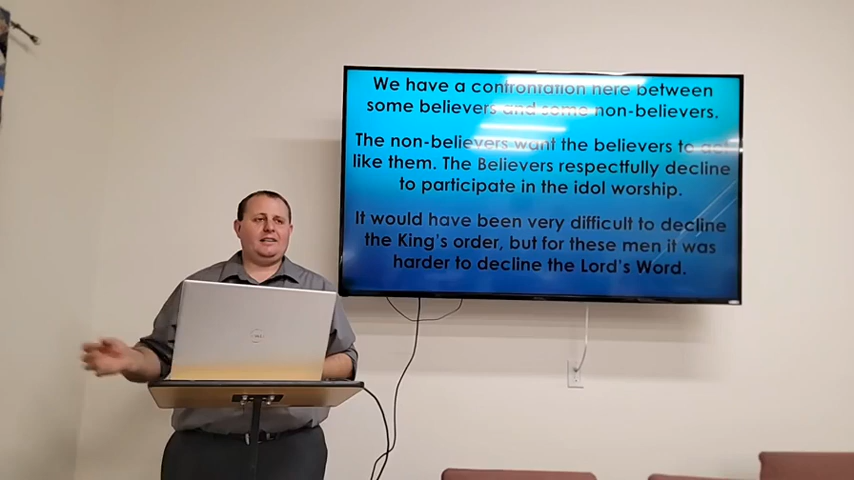 We have a confrontation here between
some believers and some non-believers.
The non-believers want the believers to act
like them. The Believers respectfully decline
to participate in the idol worship.
It would have been very difficult to decline
the King's order, but for these men it was
harder to decline the Lord's Word.
DELL